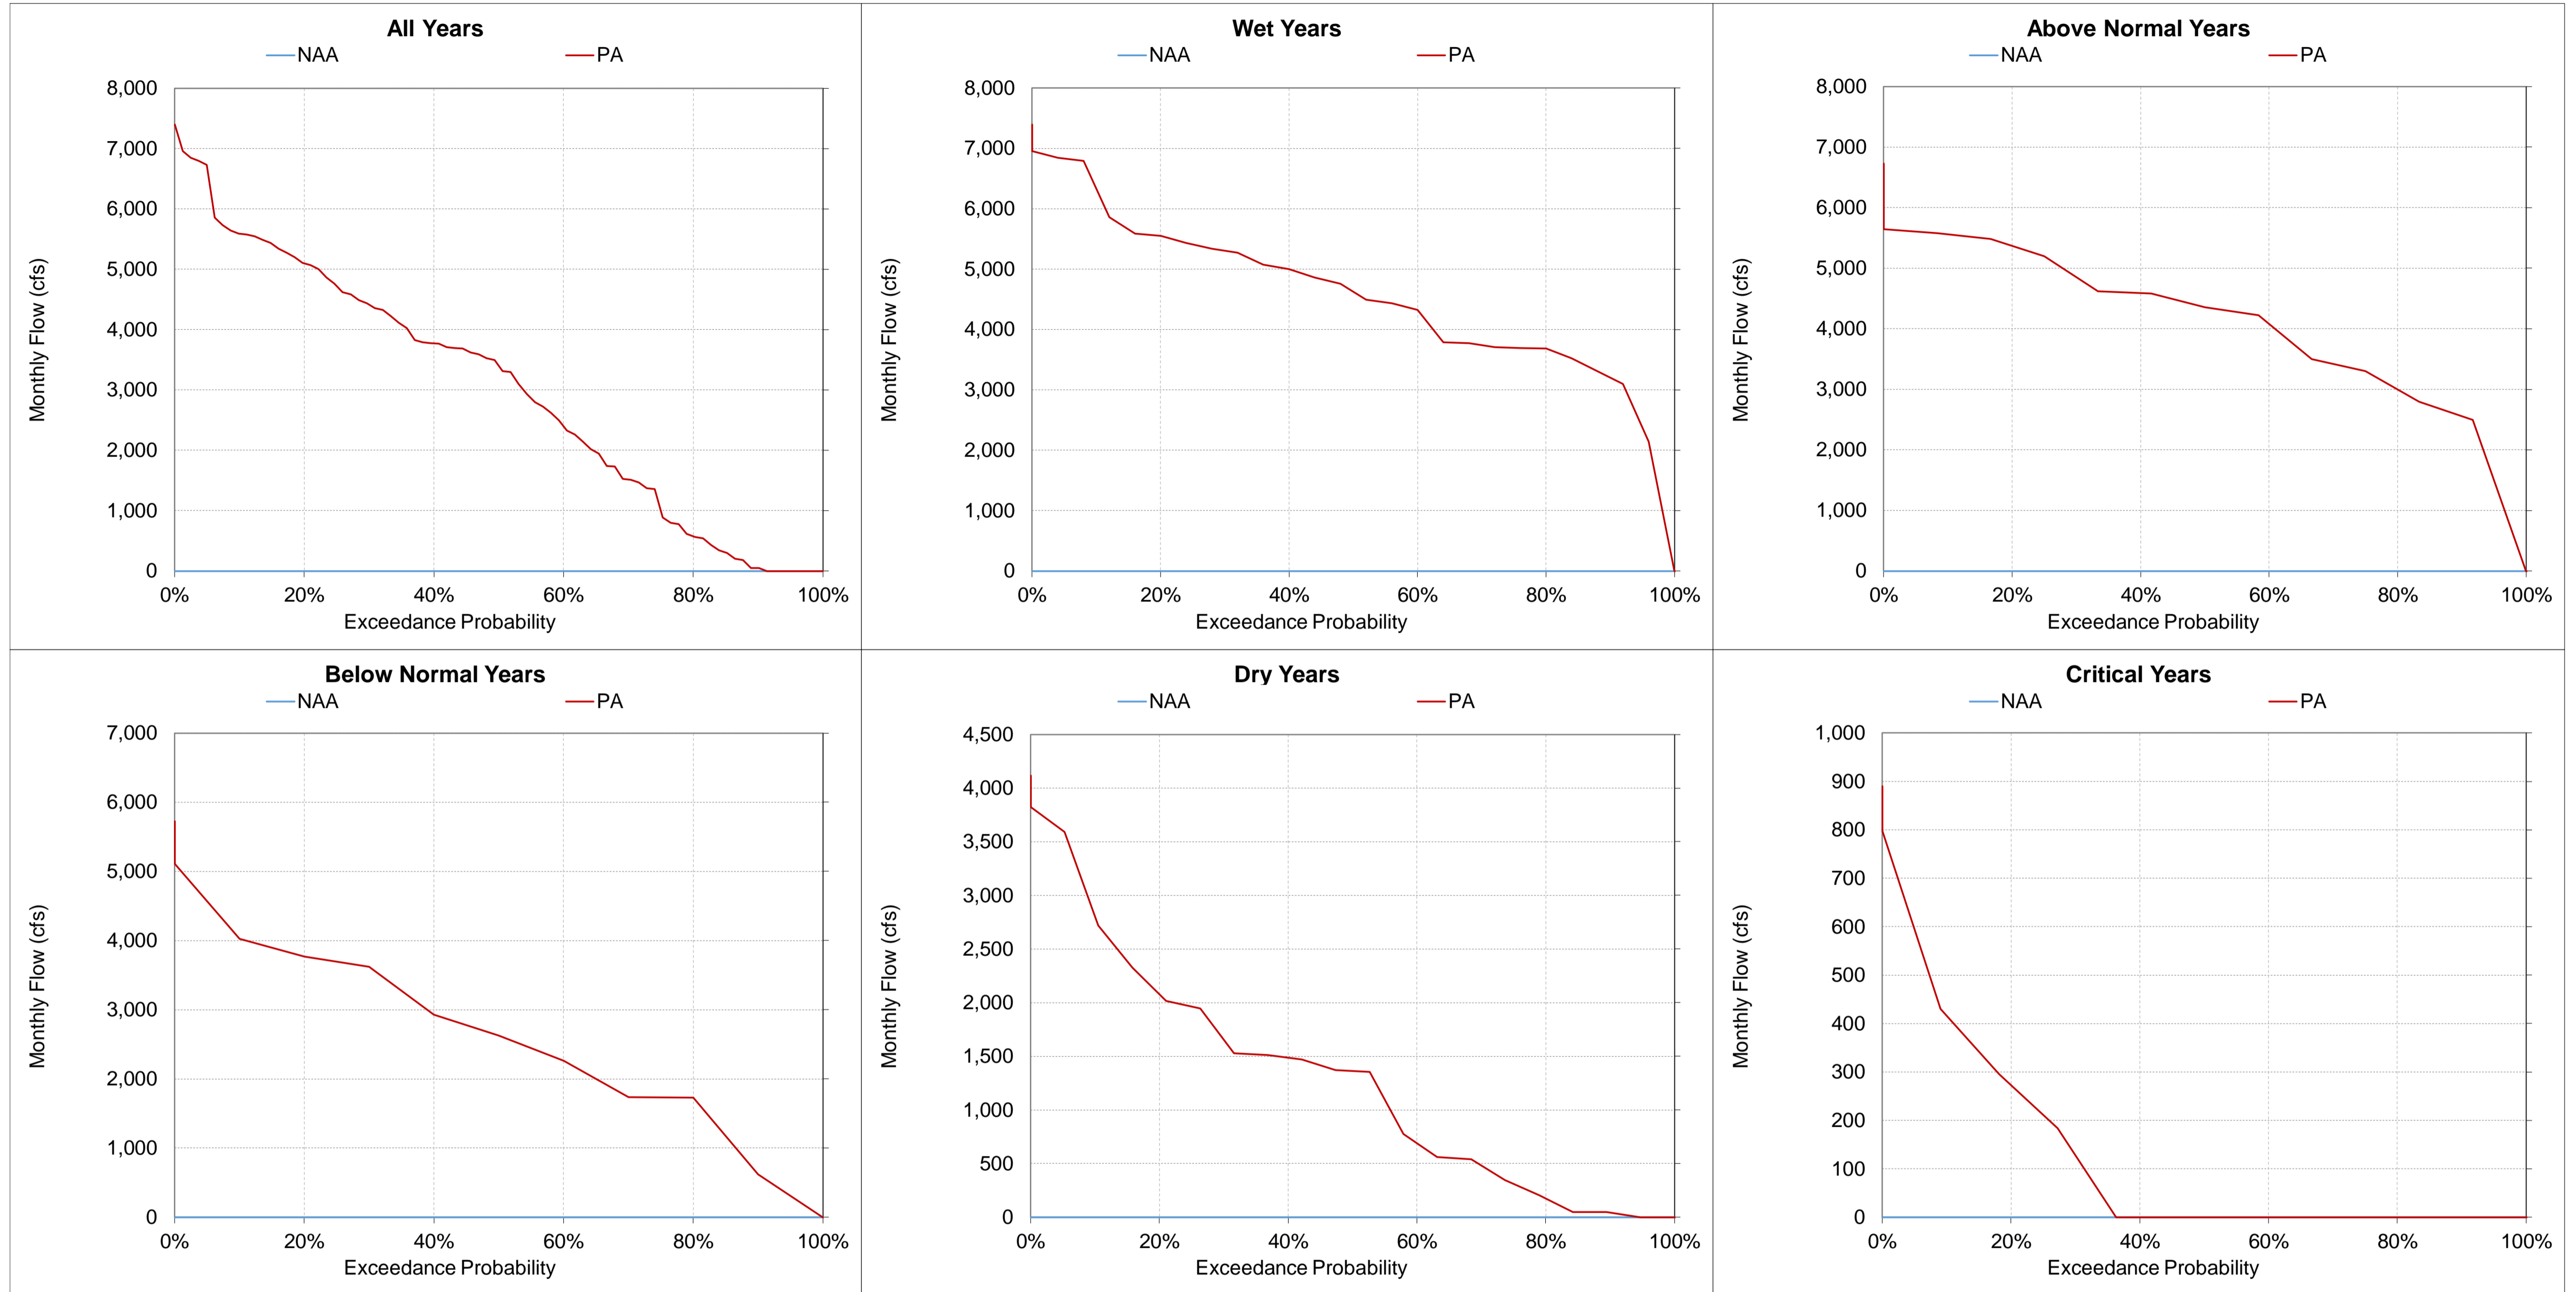 All Years
NAA PA
8,000
7,000
6,000
5,000
4,000
3,000
2,000
1,000
0
Monthly Flow (cfs)
0% 20% 40% 60% 80% 100%
Exceedance Probability
Wet Years
NAA PA
8,000
7,000
6,000
5,000
4,000
3,000
2,000
1,000
0
Monthly Flow (cfs)
0% 20% 40% 60% 80% 100%
Exceedance Probability
Above Normal Years
NAA PA
8,000
7,000
6,000
5,000
4,000
3,000
2,000
1,000
0
Monthly Flow (cfs)
0% 20% 40% 60% 80% 100%
Exceedance Probability
Below Normal Years
NAA PA
7,000
6,000
5,000
4,000
3,000
2,000
1,000
0
Monthly Flow (cfs)
0% 20% 40% 60% 80% 100%
Exceedance Probability
Dry Years
NAA PA
4,500
4,000
3,500
3,000
2,500
2,000
1,500
1,000
500
0
Monthly Flow (cfs)
0% 20% 40% 60% 80% 100%
Exceedance Probability
Critical Years
NAA PA
1,000
900
800
700
600
500
400
300
200
100
0
Monthly Flow (cfs)
0% 20% 40% 60% 80% 100%
Exceedance Probability